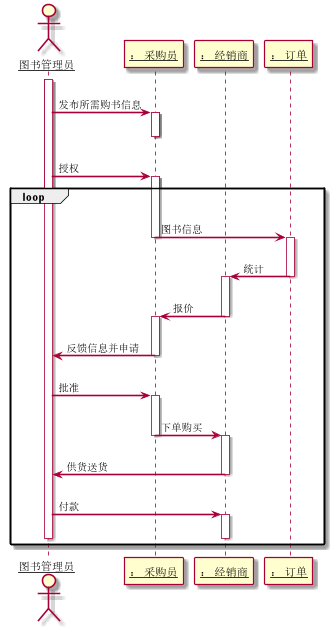 图书管理员
: 采购员
: 经销商
: 订单
发布所需购书信息
授权
loop
图书信息
统计
报价
反馈信息并申请
批准
下单购买
供货送货
付款
图书管理员
: 采购员
: 经销商
: 订单